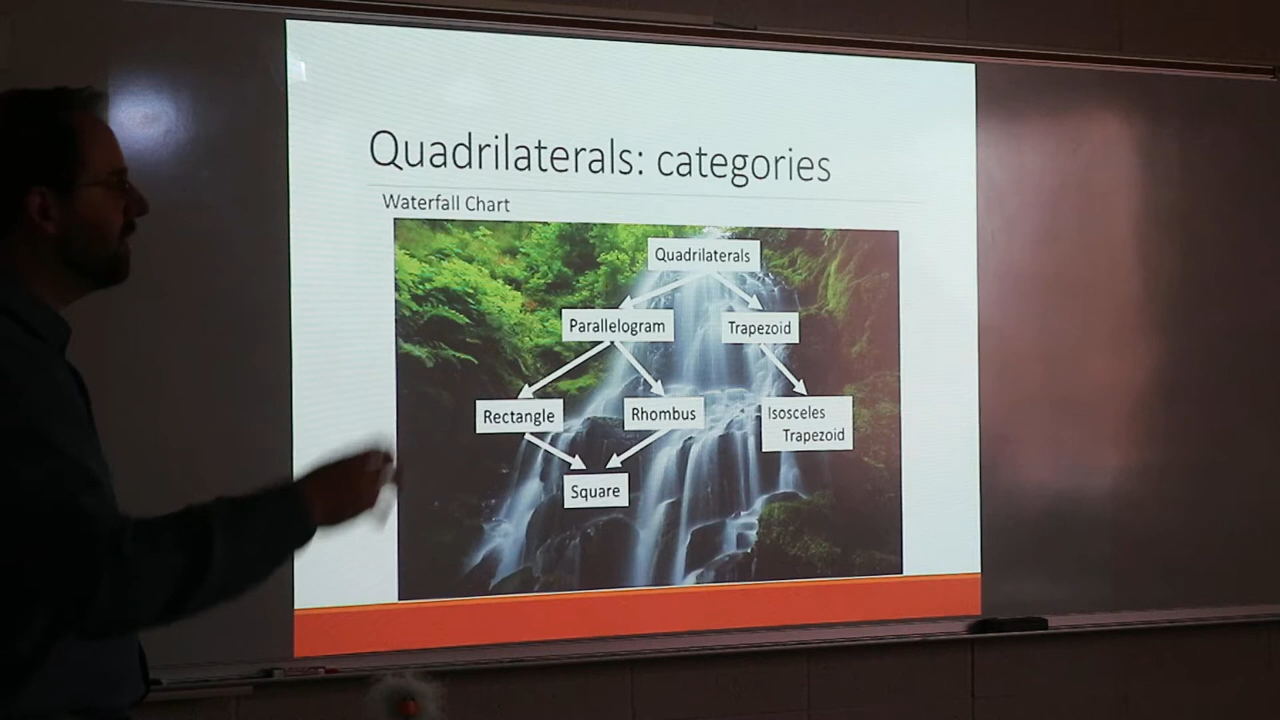 Quadrilaterals: categories
Waterfall Chart
Quadrilaterals
Parallelogram
Trapezoid
Rectangle
Rhombus
Isosceles
Trapezoid
Square